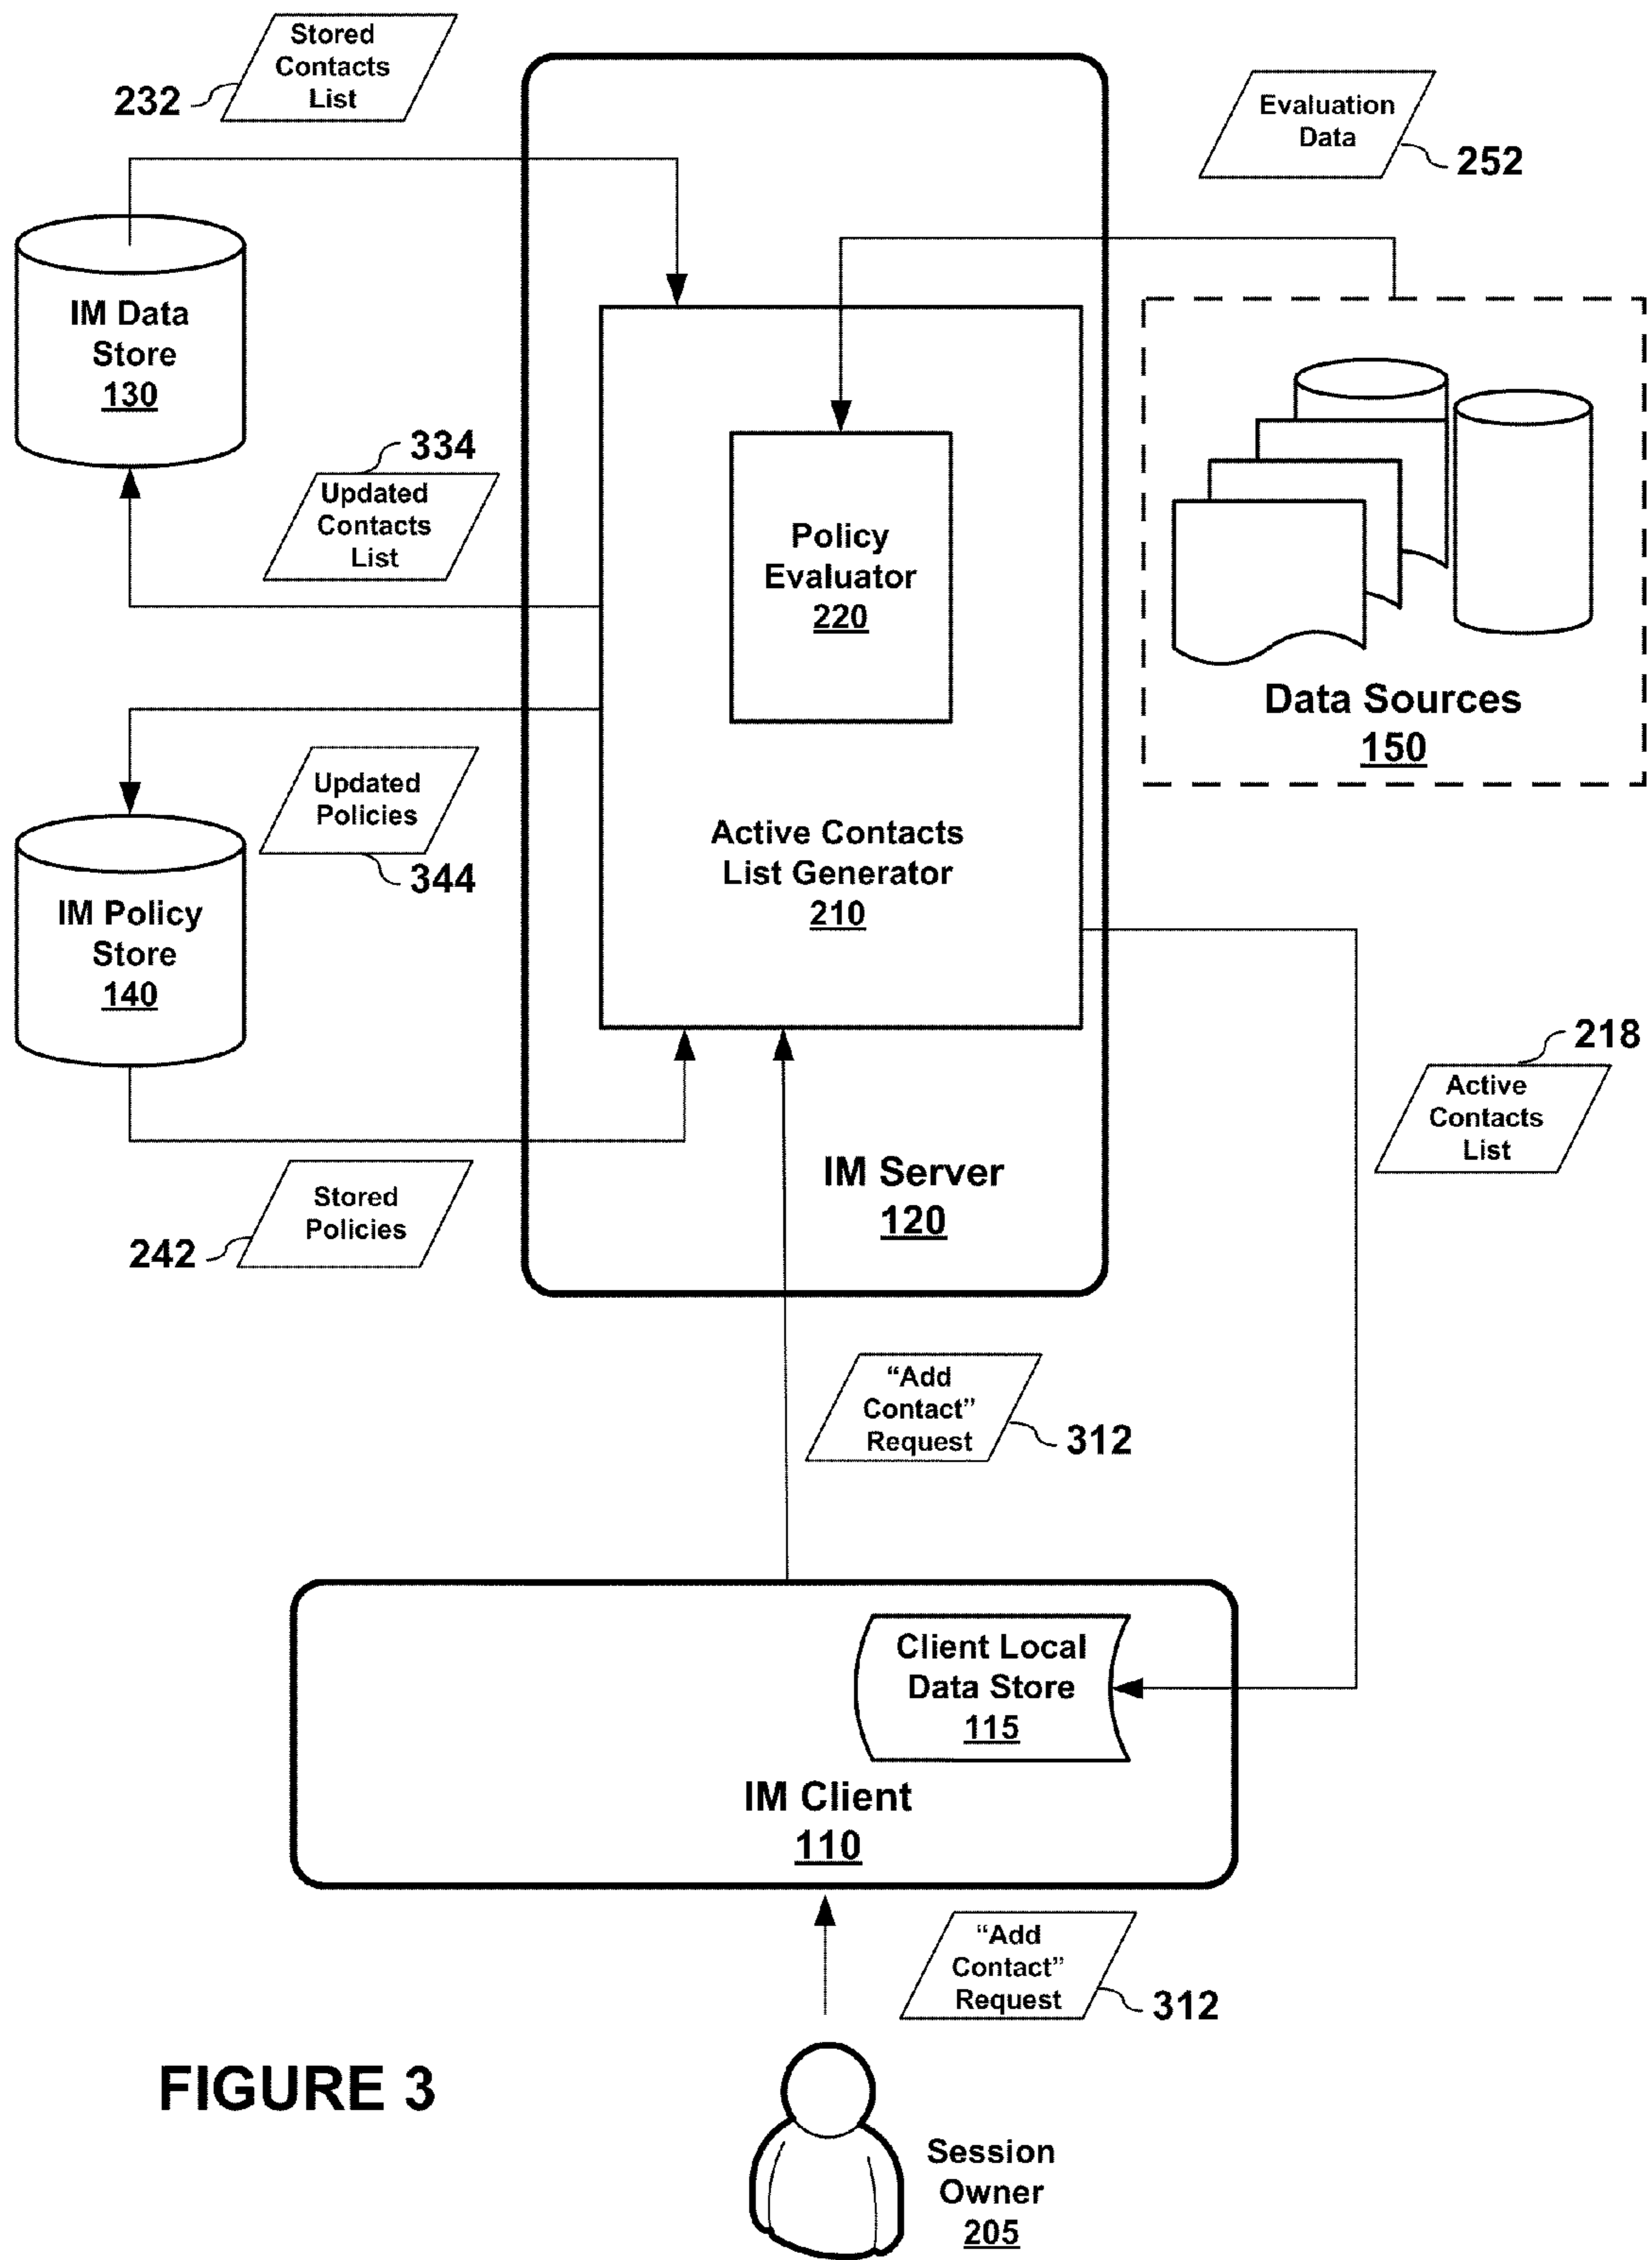 Stored
Contacts
List
232
Evaluation
Data
252
IM Data
Store
130
334
Updated
Contacts
List
Policy
Evaluator
220
Data Sources
150
Updated
Policies
344
Active Contacts
List Generator
210
IM Policy
Store
140
218
Active
Contacts
List
IM Server
120
Stored
Policies
242
“Add
Contact”
Request
312
Client Local
Data Store
115
IM Client
110
“Add
Contact”
Request
312
FIGURE 3
Session
Owner
205